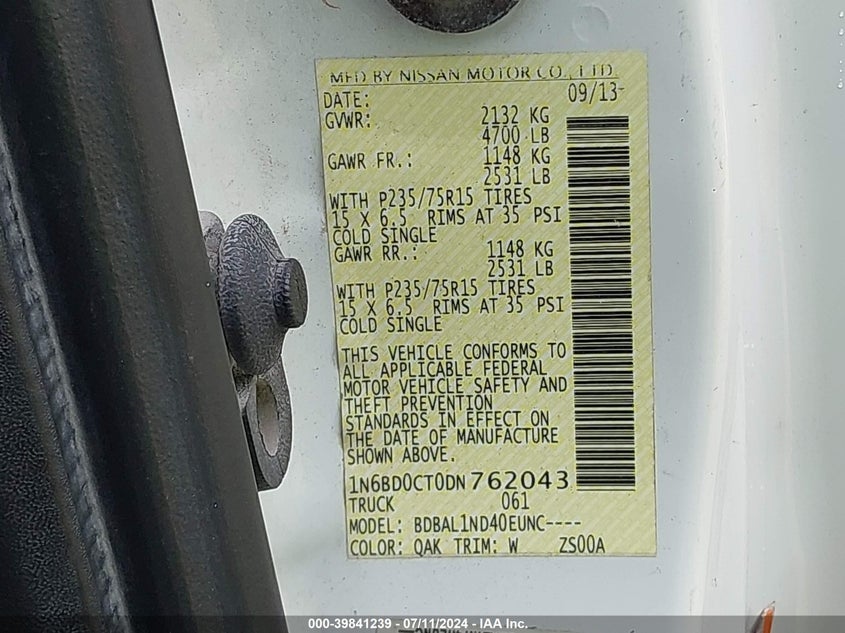 MFD BY NISSAN MOTOR CO., LTD.
DATE: 09/13
GVWR: 2132 KG
4700 LB
GAWR FR.: 1148 KG
2531 LB
WITH P235/75R15 TIRES
15 X 6.5 RIMS AT 35 PSI
COLD SINGLE
GAWR RR.: 1148 KG
2531 LB
WITH P235/75R15 TIRES
15 X 6.5 RIMS AT 35 PSI
COLD SINGLE
THIS VEHICLE CONFORMS TO
ALL APPLICABLE FEDERAL
MOTOR VEHICLE SAFETY AND
THEFT PREVENTION
STANDARDS IN EFFECT ON
THE DATE OF MANUFACTURE
SHOWN ABOVE.
1N6BD0CT0DN762043
TRUCK 061
MODEL: BDBAL1ND40EUNC----
COLOR: QAK TRIM: W ZS00A
000-39841239 - 07/11/2024 - IAA Inc.